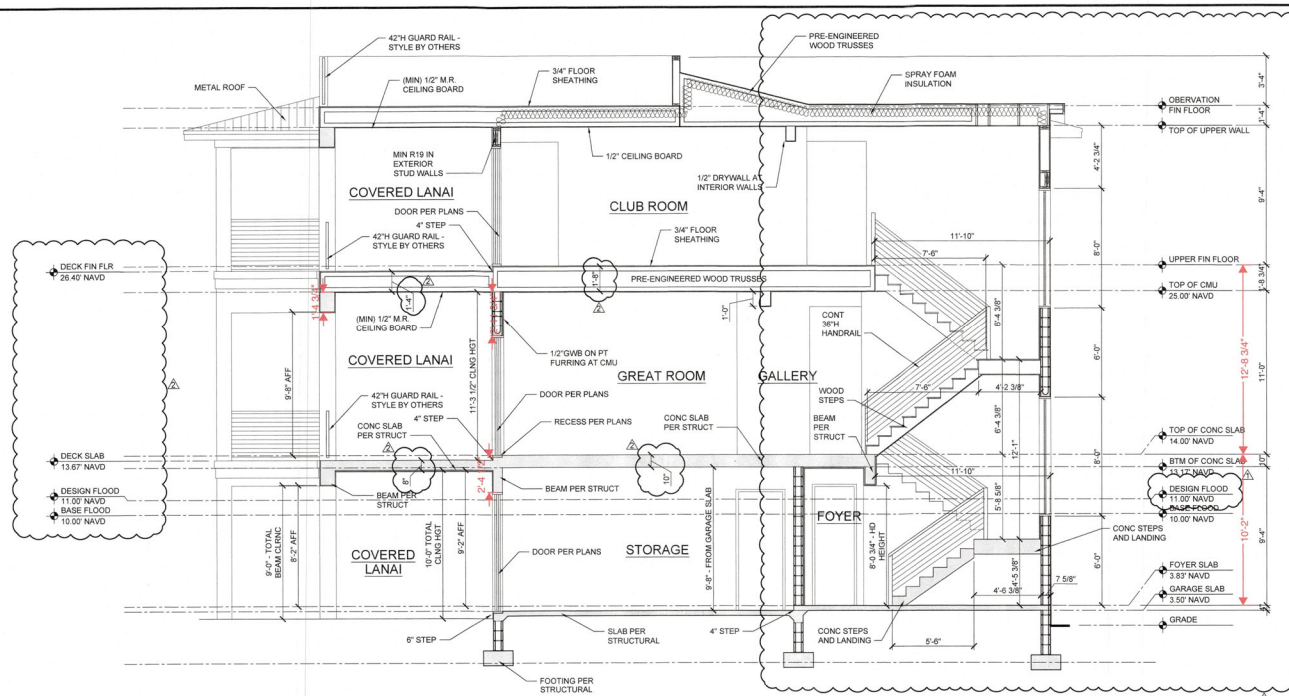 42"H GUARD RAIL -
STYLE BY OTHERS
METAL ROOF
(MIN) 1/2" M.R.
CEILING BOARD
3/4" FLOOR
SHEATHING
PRE-ENGINEERED
WOOD TRUSSES
SPRAY FOAM
INSULATION
3'-4"
OBERVATION
FIN FLOOR
1'-4"
TOP OF UPPER WALL
MIN R19 IN
EXTERIOR
STUD WALLS
1/2" CEILING BOARD
1/2" DRYWALL AT
INTERIOR WALLS
4'-2 3/4"
9'-4"
COVERED LANAI
CLUB ROOM
DOOR PER PLANS
4" STEP
42"H GUARD RAIL -
STYLE BY OTHERS
3/4" FLOOR
SHEATHING
11'-10"
7'-6"
8'-0"
DECK FIN FLR
26.40' NAVD
UPPER FIN FLOOR
1'-8 3/4"
PRE-ENGINEERED WOOD TRUSSES
1'-8"
1'-4"
2
2
1'-4 3/4"
TOP OF CMU
25.00' NAVD
(MIN) 1/2" M.R.
CEILING BOARD
1'-0"
CONT
36"H
HANDRAIL
6'-4 3/8"
6'-0"
12'-8 3/4"
11'-0"
COVERED LANAI
1/2"GWB ON PT
FURRING AT CMU
GREAT ROOM
GALLERY
9'-8" AFF
11'-3 1/2" CLNG HGT
2
DOOR PER PLANS
WOOD
STEPS
7'-6"
4'-2 3/8"
42"H GUARD RAIL -
STYLE BY OTHERS
4" STEP
RECESS PER PLANS
CONC SLAB
PER STRUCT
BEAM
PER
STRUCT
6'-4 3/8"
12'-1"
8'-0"
TOP OF CONC SLAB
14.00' NAVD
CONC SLAB
PER STRUCT
2
2
10"
DECK SLAB
13.67' NAVD
BTM OF CONC SLAB
13.17' NAVD
8"
2'-4 1/2"
10"
11'-10"
1
DESIGN FLOOD
11.00' NAVD
BASE FLOOD
10.00' NAVD
BEAM PER
STRUCT
BEAM PER STRUCT
DESIGN FLOOD
11.00' NAVD
BASE FLOOD
10.00' NAVD
FOYER
5'-8 5/8"
9'-0" - TOTAL
BEAM CLRNC
8'-2" AFF
COVERED
LANAI
10'-0" TOTAL
CLNG HGT
9'-2" AFF
DOOR PER PLANS
STORAGE
9'-8" - FROM GARAGE SLAB
8'-0 3/4" - HD
HEIGHT
CONC STEPS
AND LANDING
6'-0"
9'-4"
10'-2"
4'-5 3/8"
FOYER SLAB
3.83' NAVD
7 5/8"
4'-6 3/8"
GARAGE SLAB
3.50' NAVD
4"
6" STEP
SLAB PER
STRUCTURAL
4" STEP
CONC STEPS
AND LANDING
5'-6"
GRADE
FOOTING PER
STRUCTURAL